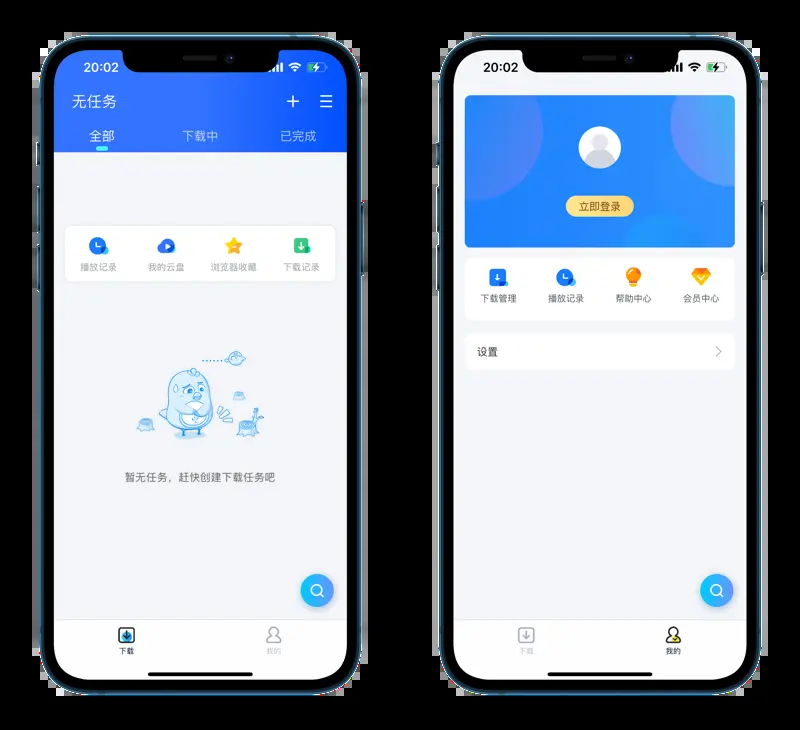 20:02
无任务
全部 下载中 已完成
播放记录 我的云盘 浏览器收藏 下载记录
暂无任务，赶快创建下载任务吧
下载 我的
20:02
立即登录
下载管理 播放记录 帮助中心 会员中心
设置
下载 我的